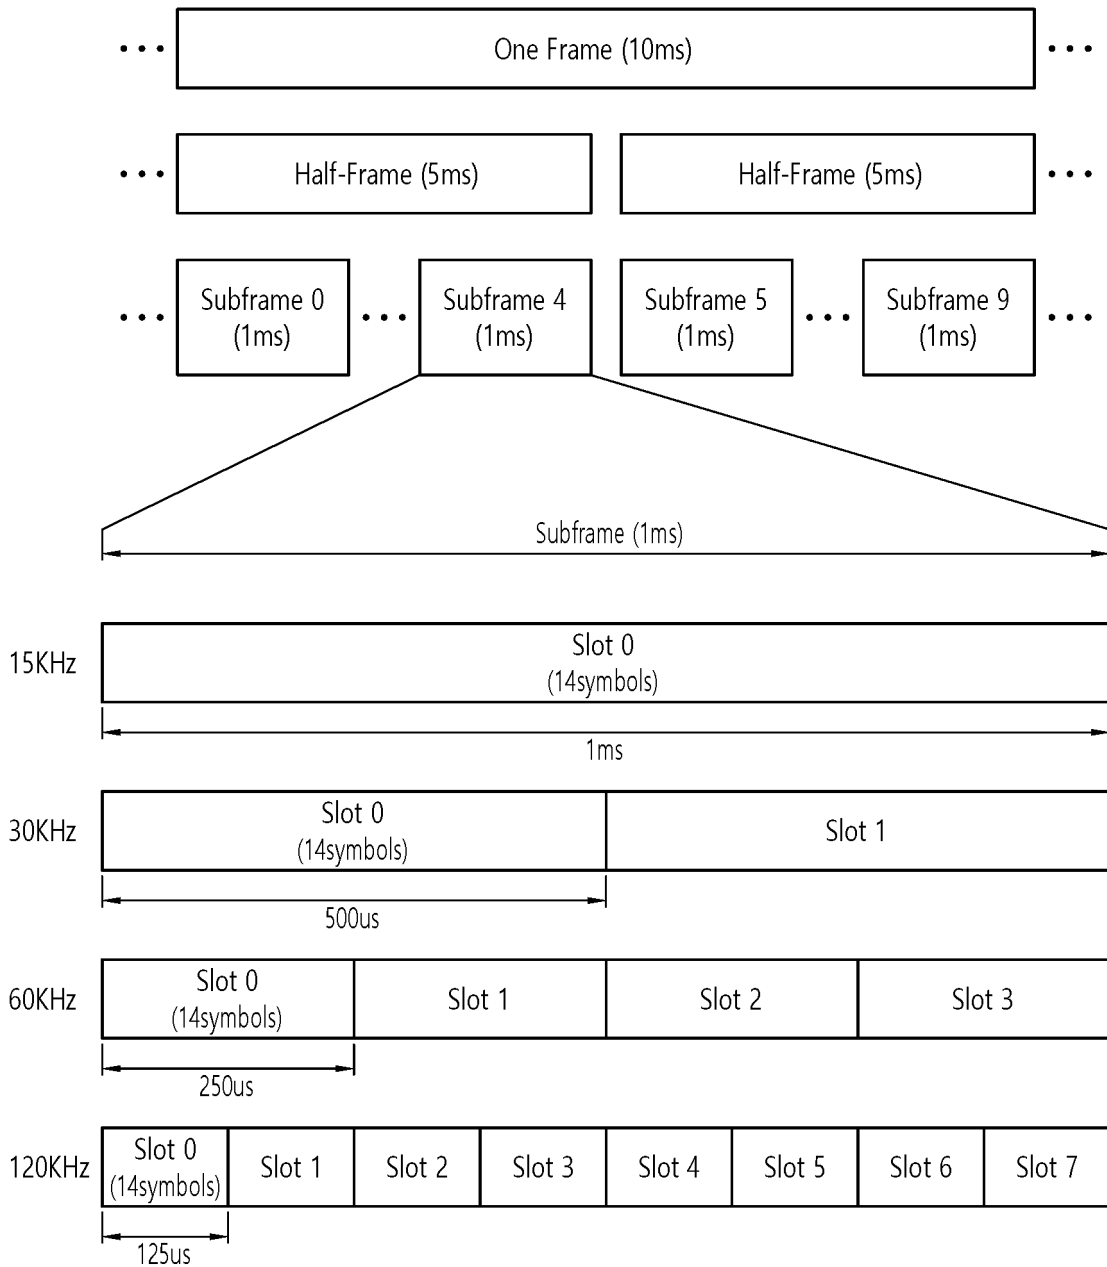 One Frame (10ms)
Half-Frame (5ms)
Half-Frame (5ms)
Subframe 0
(1ms)
Subframe 4
(1ms)
Subframe 5
(1ms)
Subframe 9
(1ms)
Subframe (1ms)
15KHz
Slot 0
(14symbols)
1ms
30KHz
Slot 0
(14symbols)
Slot 1
500us
60KHz
Slot 0
(14symbols)
Slot 1
Slot 2
Slot 3
250us
120KHz
Slot 0
(14symbols)
Slot 1
Slot 2
Slot 3
Slot 4
Slot 5
Slot 6
Slot 7
125us